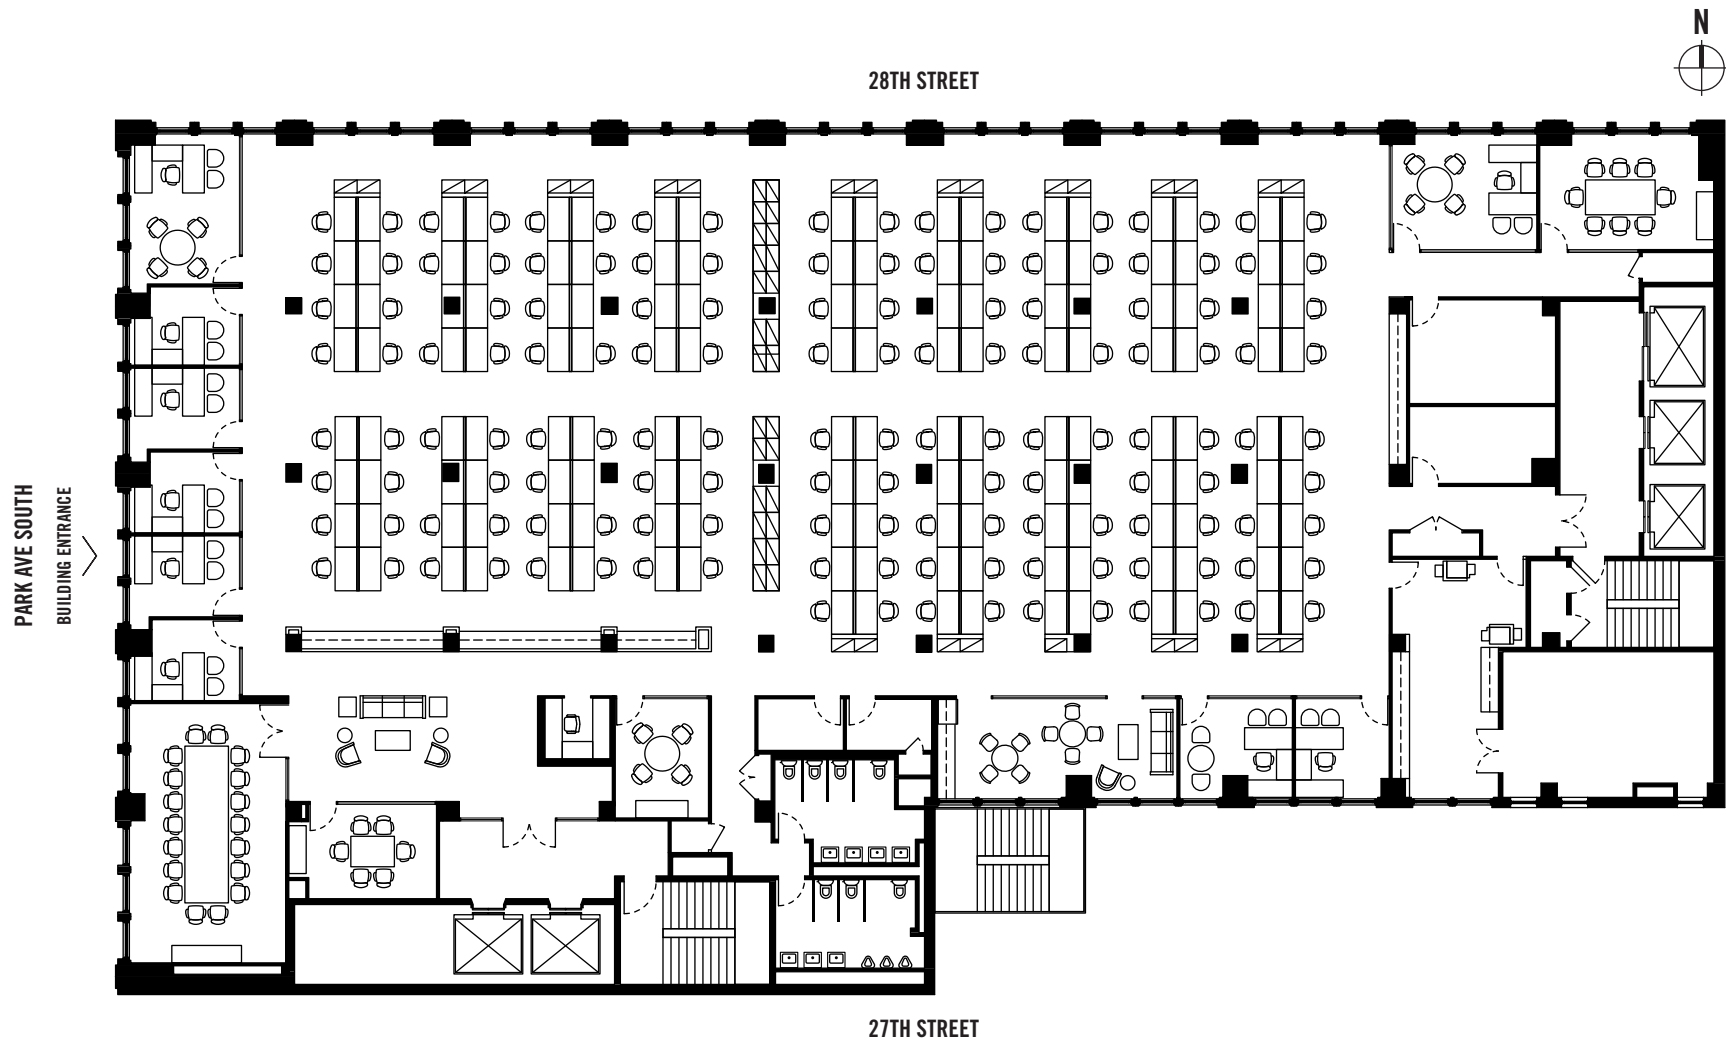 N
28TH STREET
PARK AVE SOUTH
BUILDING ENTRANCE
27TH STREET